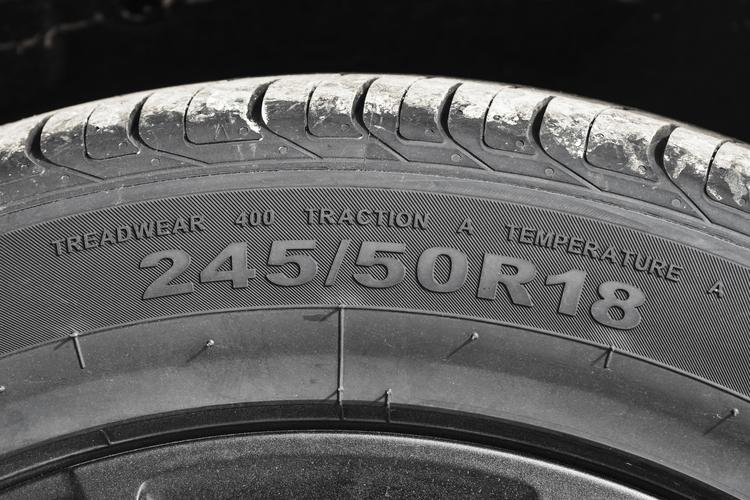 TREADWEAR 400 TRACTION A TEMPERATURE A
245/50R18